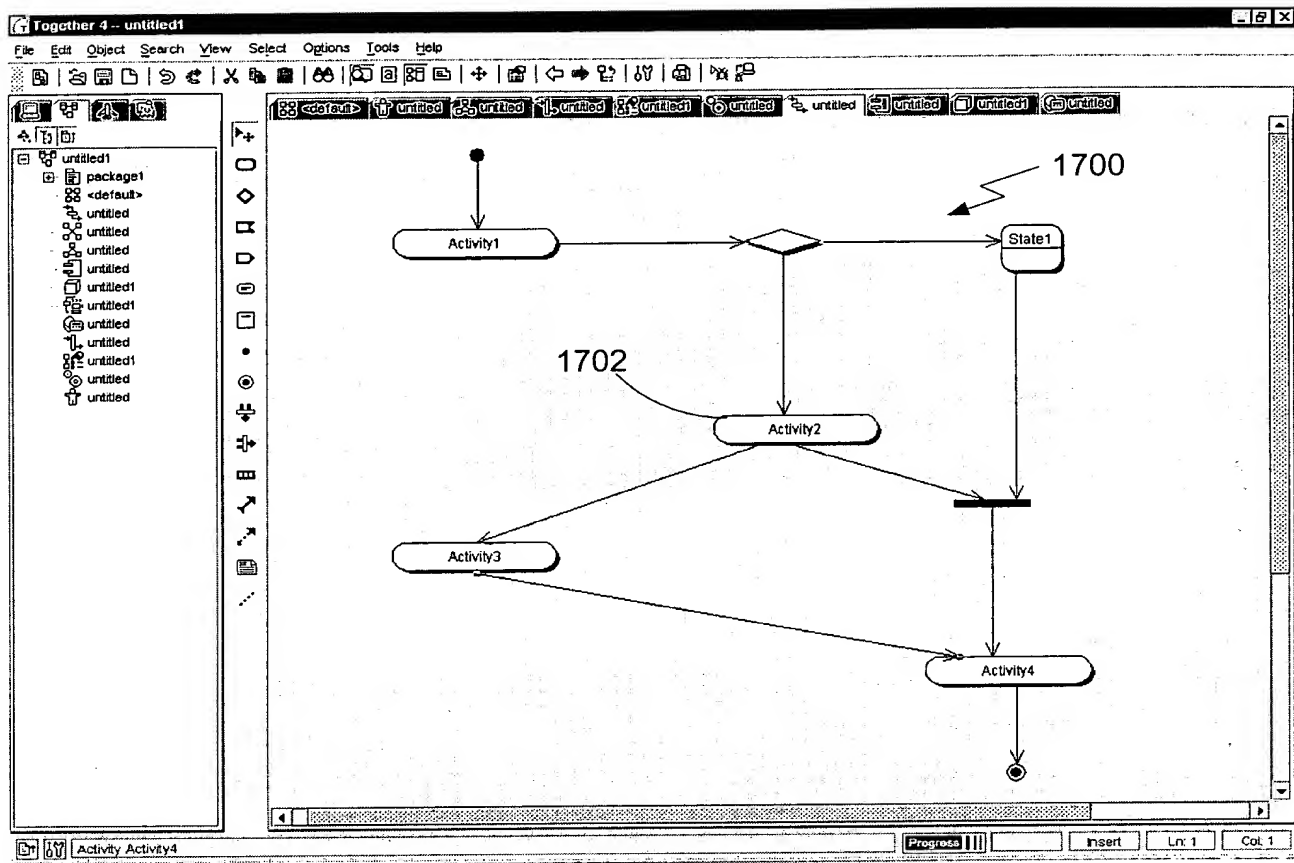 Together 4 -- untitled1
File Edit Object Search View Select Options Tools Help
<default> untitled untitled untitled untitled1 untitled untitled untitled untitled1 untitled
untitled1
package1
<default>
untitled
untitled
untitled
untitled
untitled1
untitled1
untitled
untitled
untitled1
untitled
untitled
1700
Activity1
State1
1702
Activity2
Activity3
Activity4
Activity Activity4
Progress
Insert
Ln: 1
Col: 1